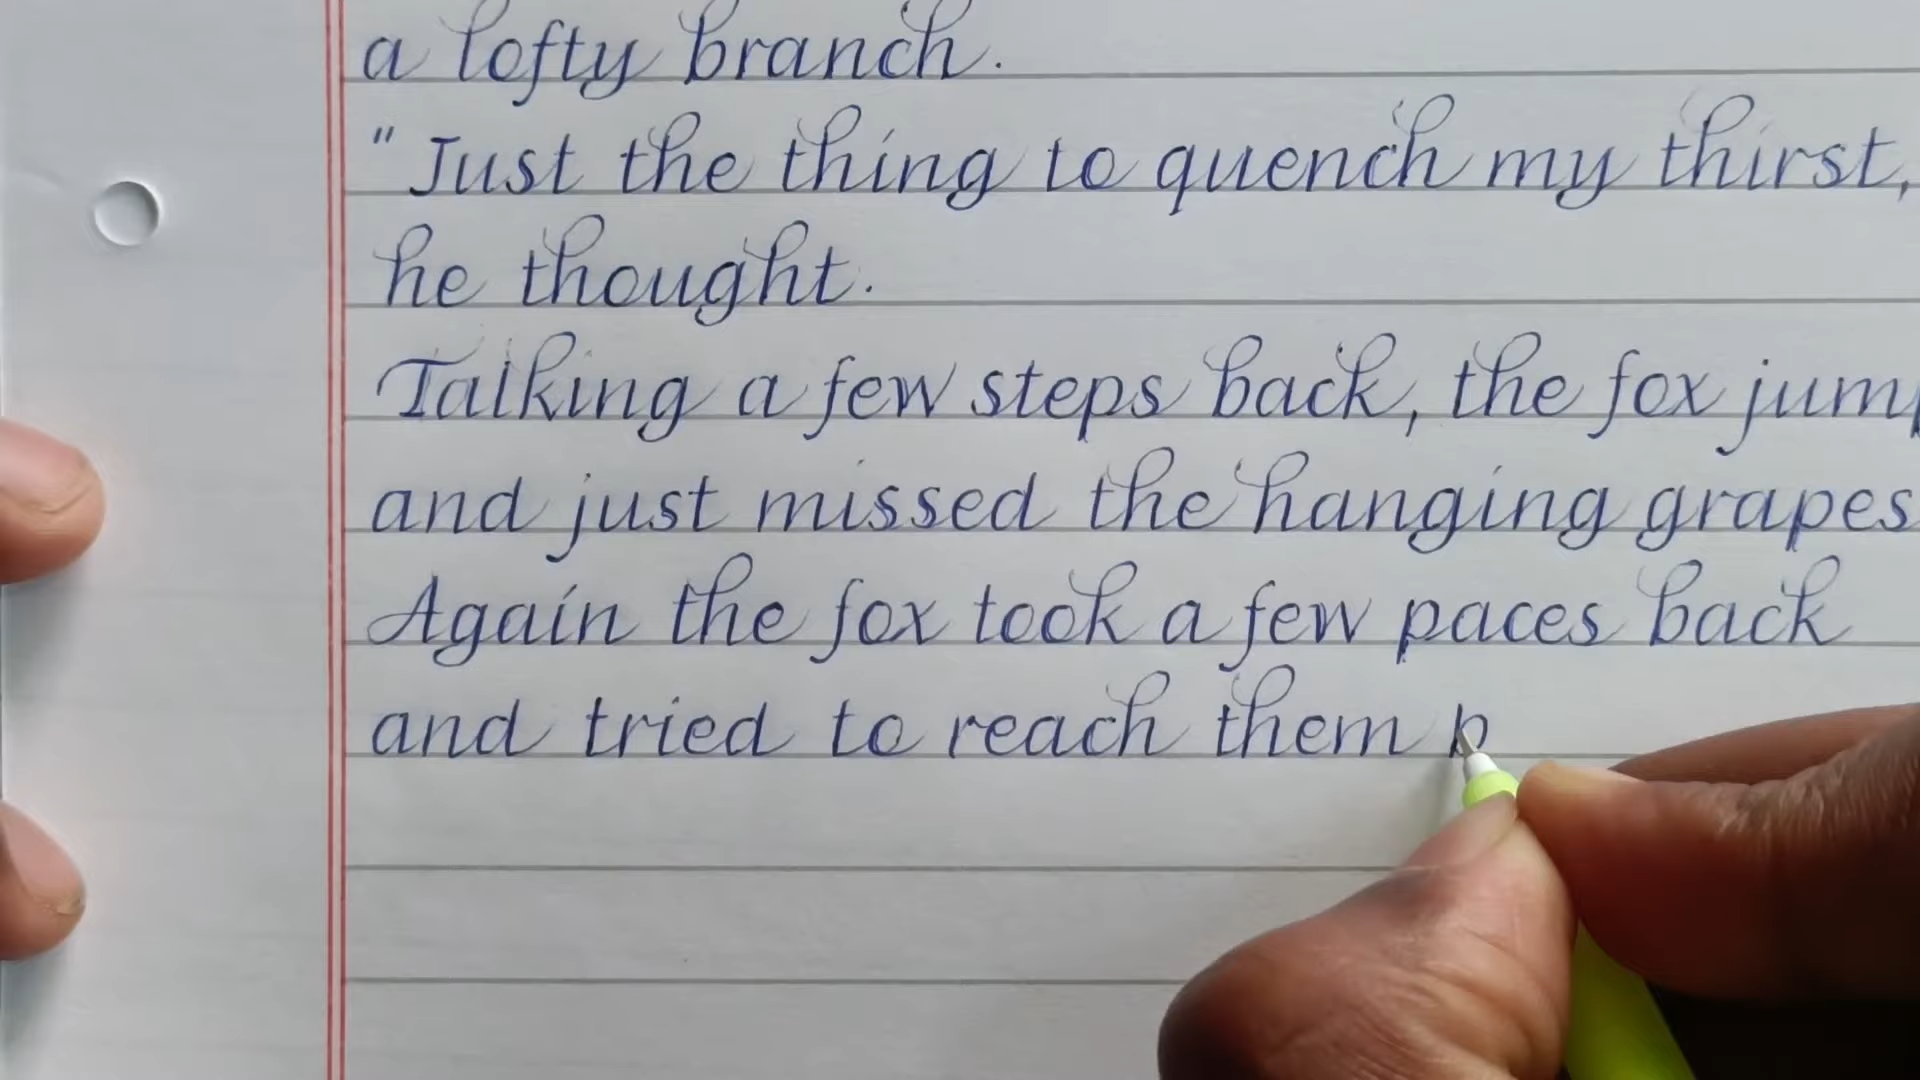 a lofty branch.
"Just the thing to quench my thirst,
he thought.
Talking a few steps back, the fox jump
and just missed the hanging grapes
Again the fox took a few paces back
and tried to reach them